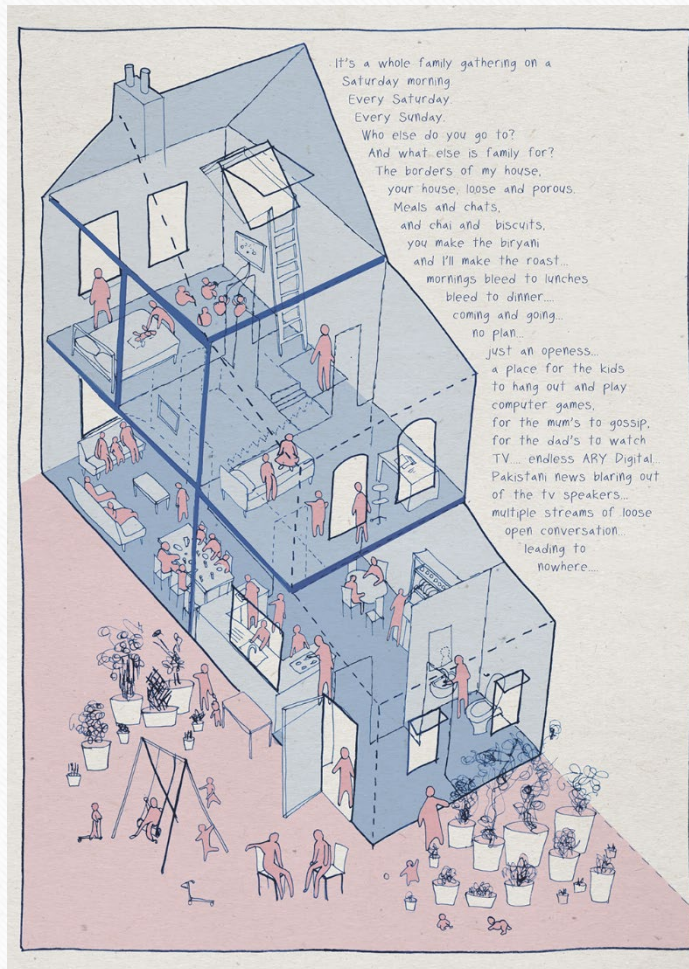 It's a whole family gathering on a
Saturday morning
Every Saturday.
Every Sunday.
Who else do you go to?
And what else is family for?
The borders of my house,
your house, loose and porous.
Meals and chats,
and chai and biscuits,
you make the biryani
and I'll make the roast...
mornings bleed to lunches
bleed to dinner....
coming and going...
no plan...
just an openess...
a place for the kids
to hang out and play
computer games,
for the mum's to gossip,
for the dad's to watch
TV.... endless ARY Digital...
Pakistani news blaring out
of the tv speakers...
multiple streams of loose
open conversation...
leading to
nowhere....